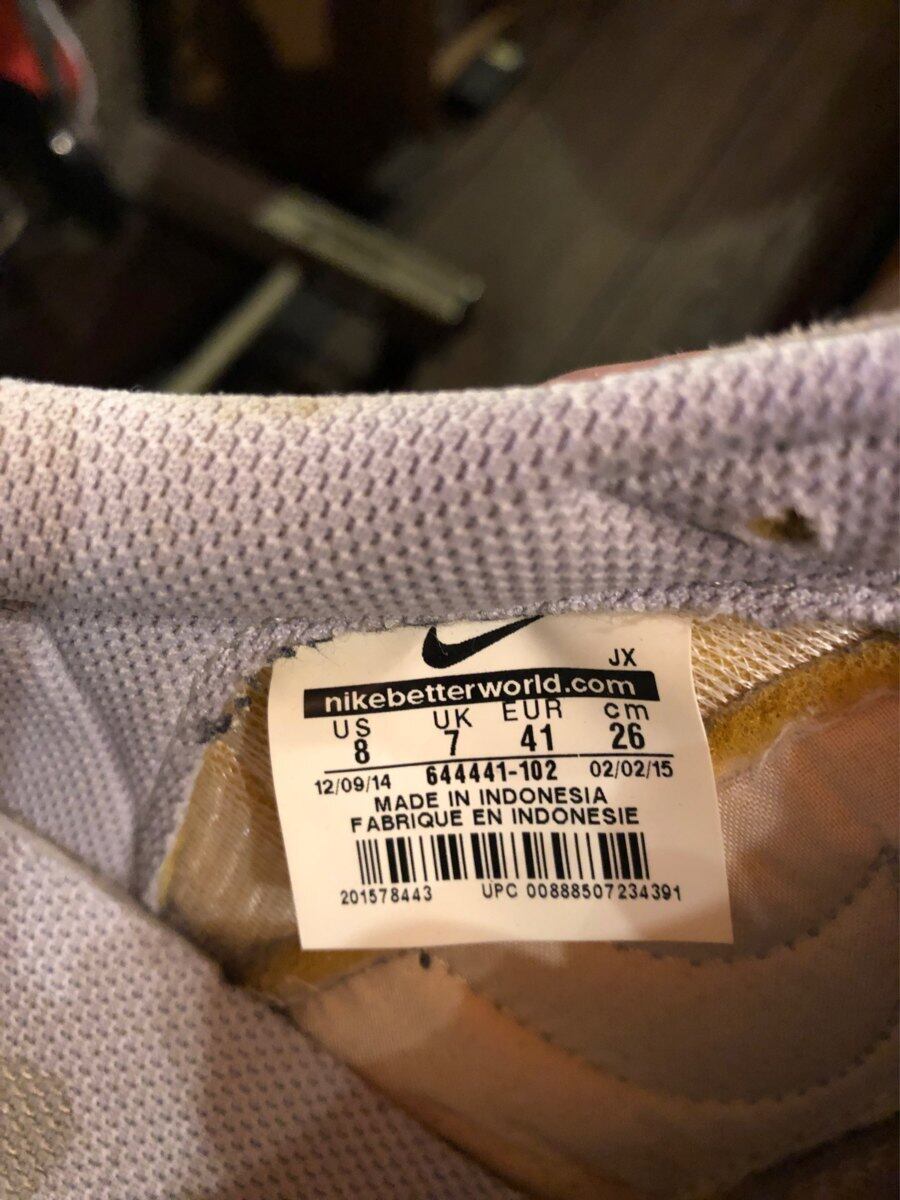 JX
nikebetterworld.com
US UK EUR cm
8 7 41 26
12/09/14 644441-102 02/02/15
MADE IN INDONESIA
FABRIQUE EN INDONESIE
201578443 UPC 00888507234391